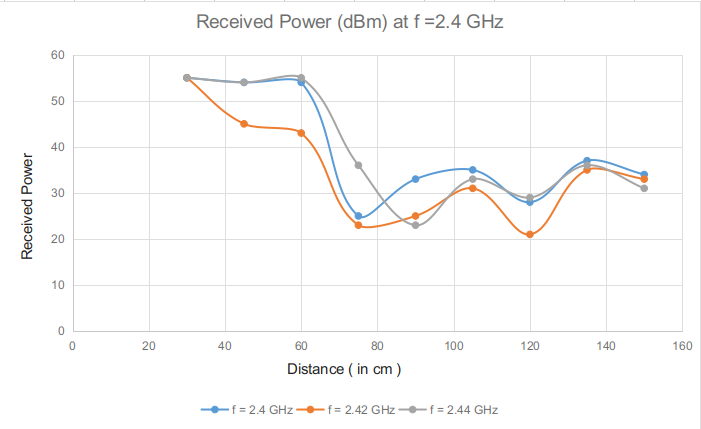 Received Power (dBm) at f =2.4 GHz
60
50
40
30
20
10
0
Received Power
0 20 40 60 80 100 120 140 160
Distance ( in cm )
f = 2.4 GHz f = 2.42 GHz f = 2.44 GHz